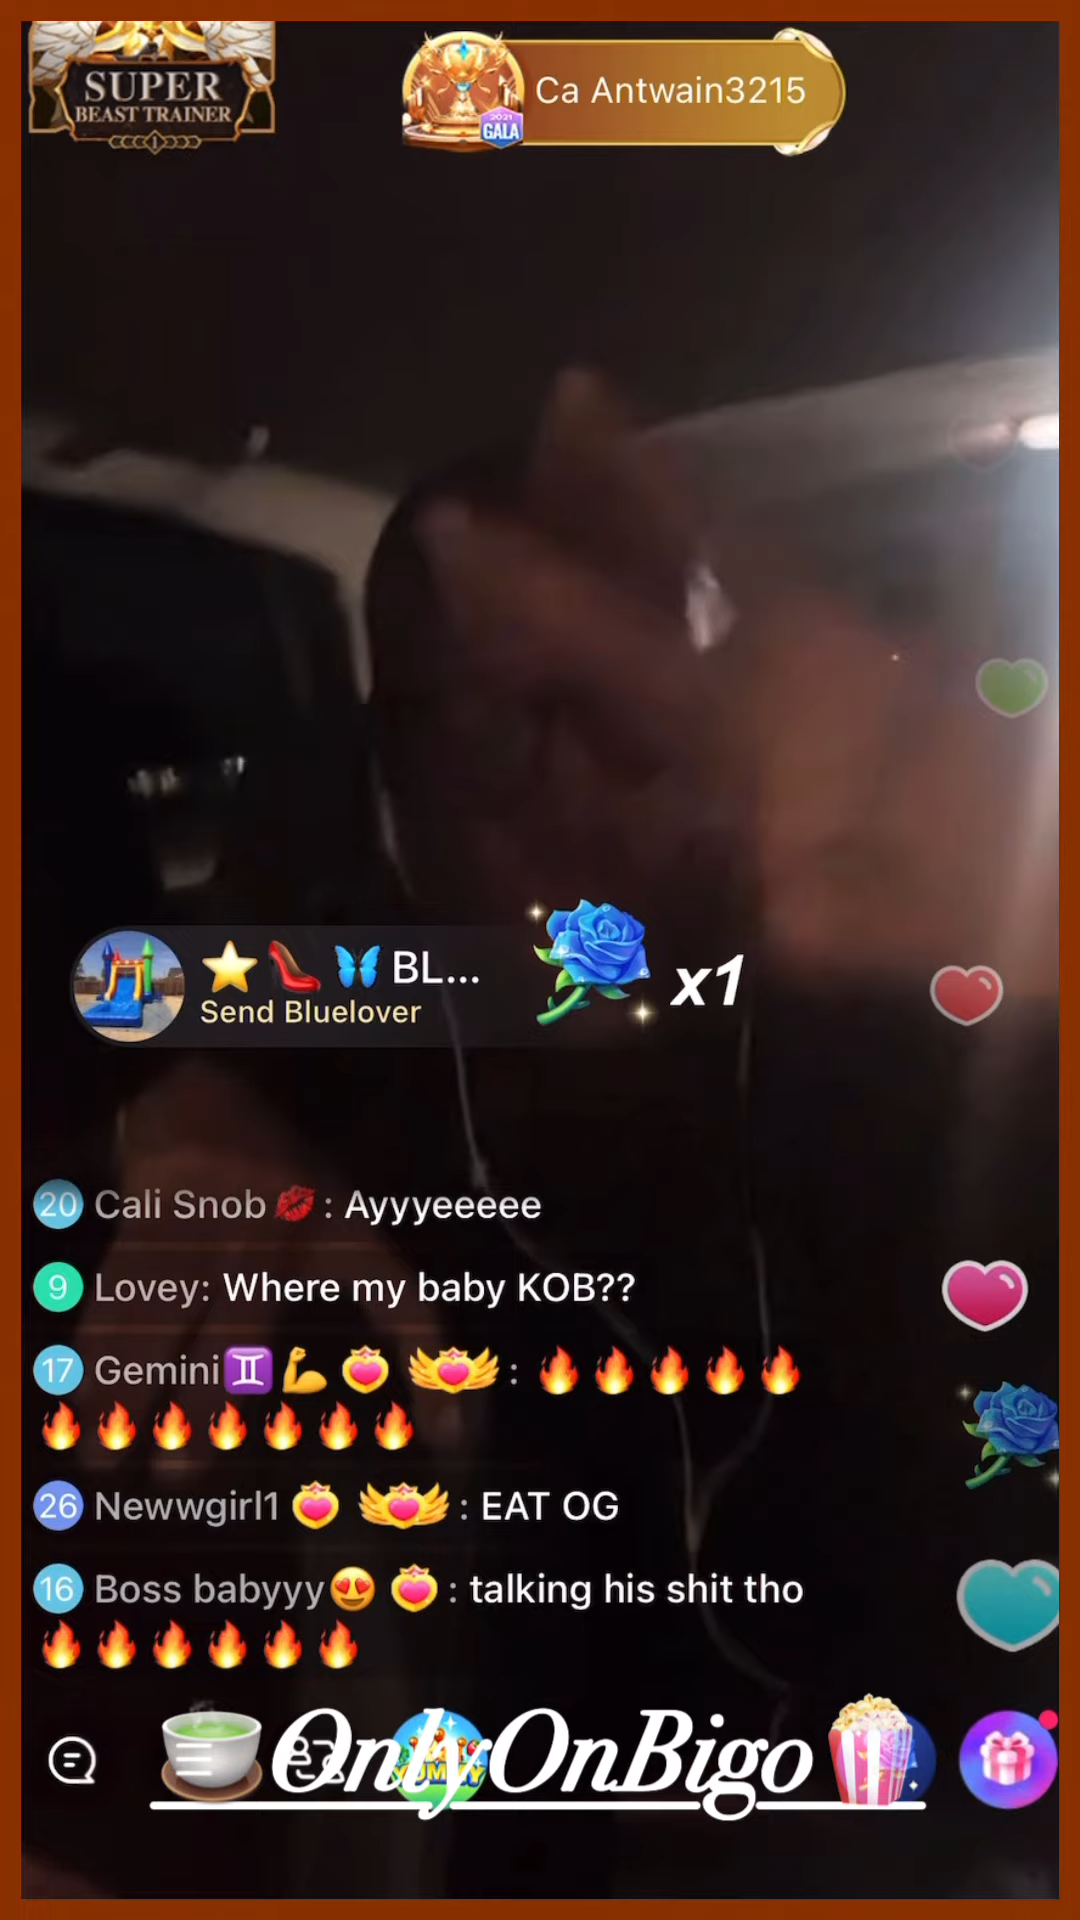 SUPER
BEAST TRAINER
I
2021
GALA
Ca Antwain3215
⭐👠🦋BL...
Send Bluelover
x1
20 Cali Snob💋: Ayyyeeeee
9 Lovey: Where my baby KOB??
17 Gemini♊💪: 🔥🔥🔥🔥🔥
🔥🔥🔥🔥🔥🔥🔥
26 Newwgirl1: EAT OG
16 Boss babyyy😍: talking his shit tho
🔥🔥🔥🔥🔥🔥
🍵OnlyOnBigo🍿
YUMMY